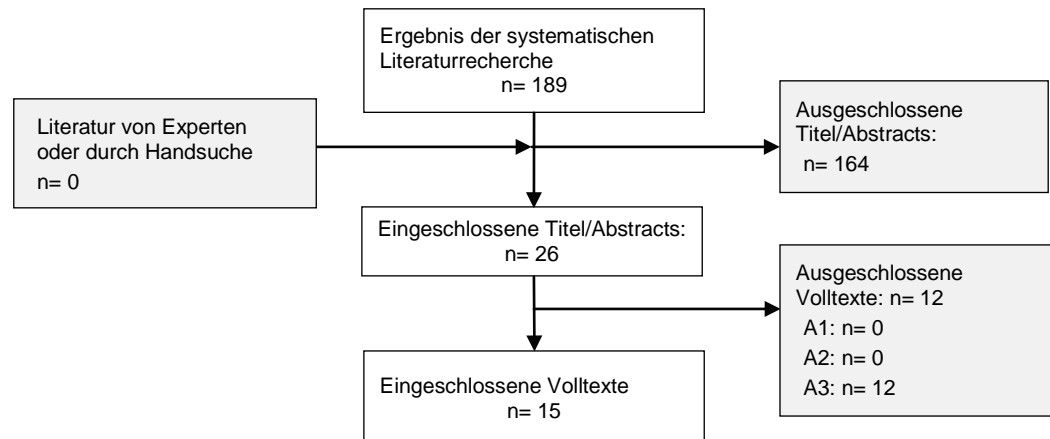 Ergebnis der systematischen
Literaturrecherche
n= 189
Literatur von Experten
oder durch Handsuche
n= 0
Ausgeschlossene
Titel/Abstracts:
n= 164
Eingeschlossene Titel/Abstracts:
n= 26
Ausgeschlossene
Volltexte: n= 12
A1: n= 0
A2: n= 0
A3: n= 12
Eingeschlossene Volltexte
n= 15